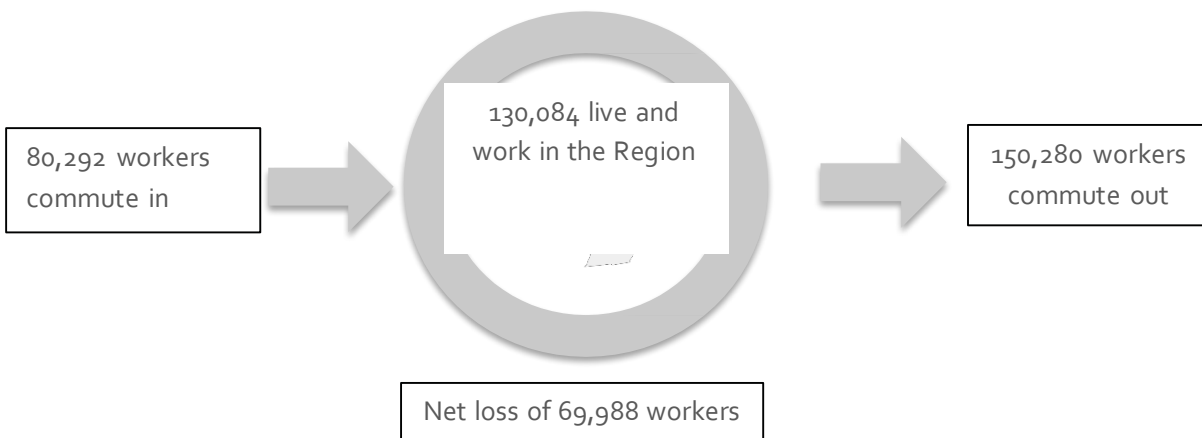 130,084 live and
work in the Region
80,292 workers
commute in
150,280 workers
commute out
Net loss of 69,988 workers